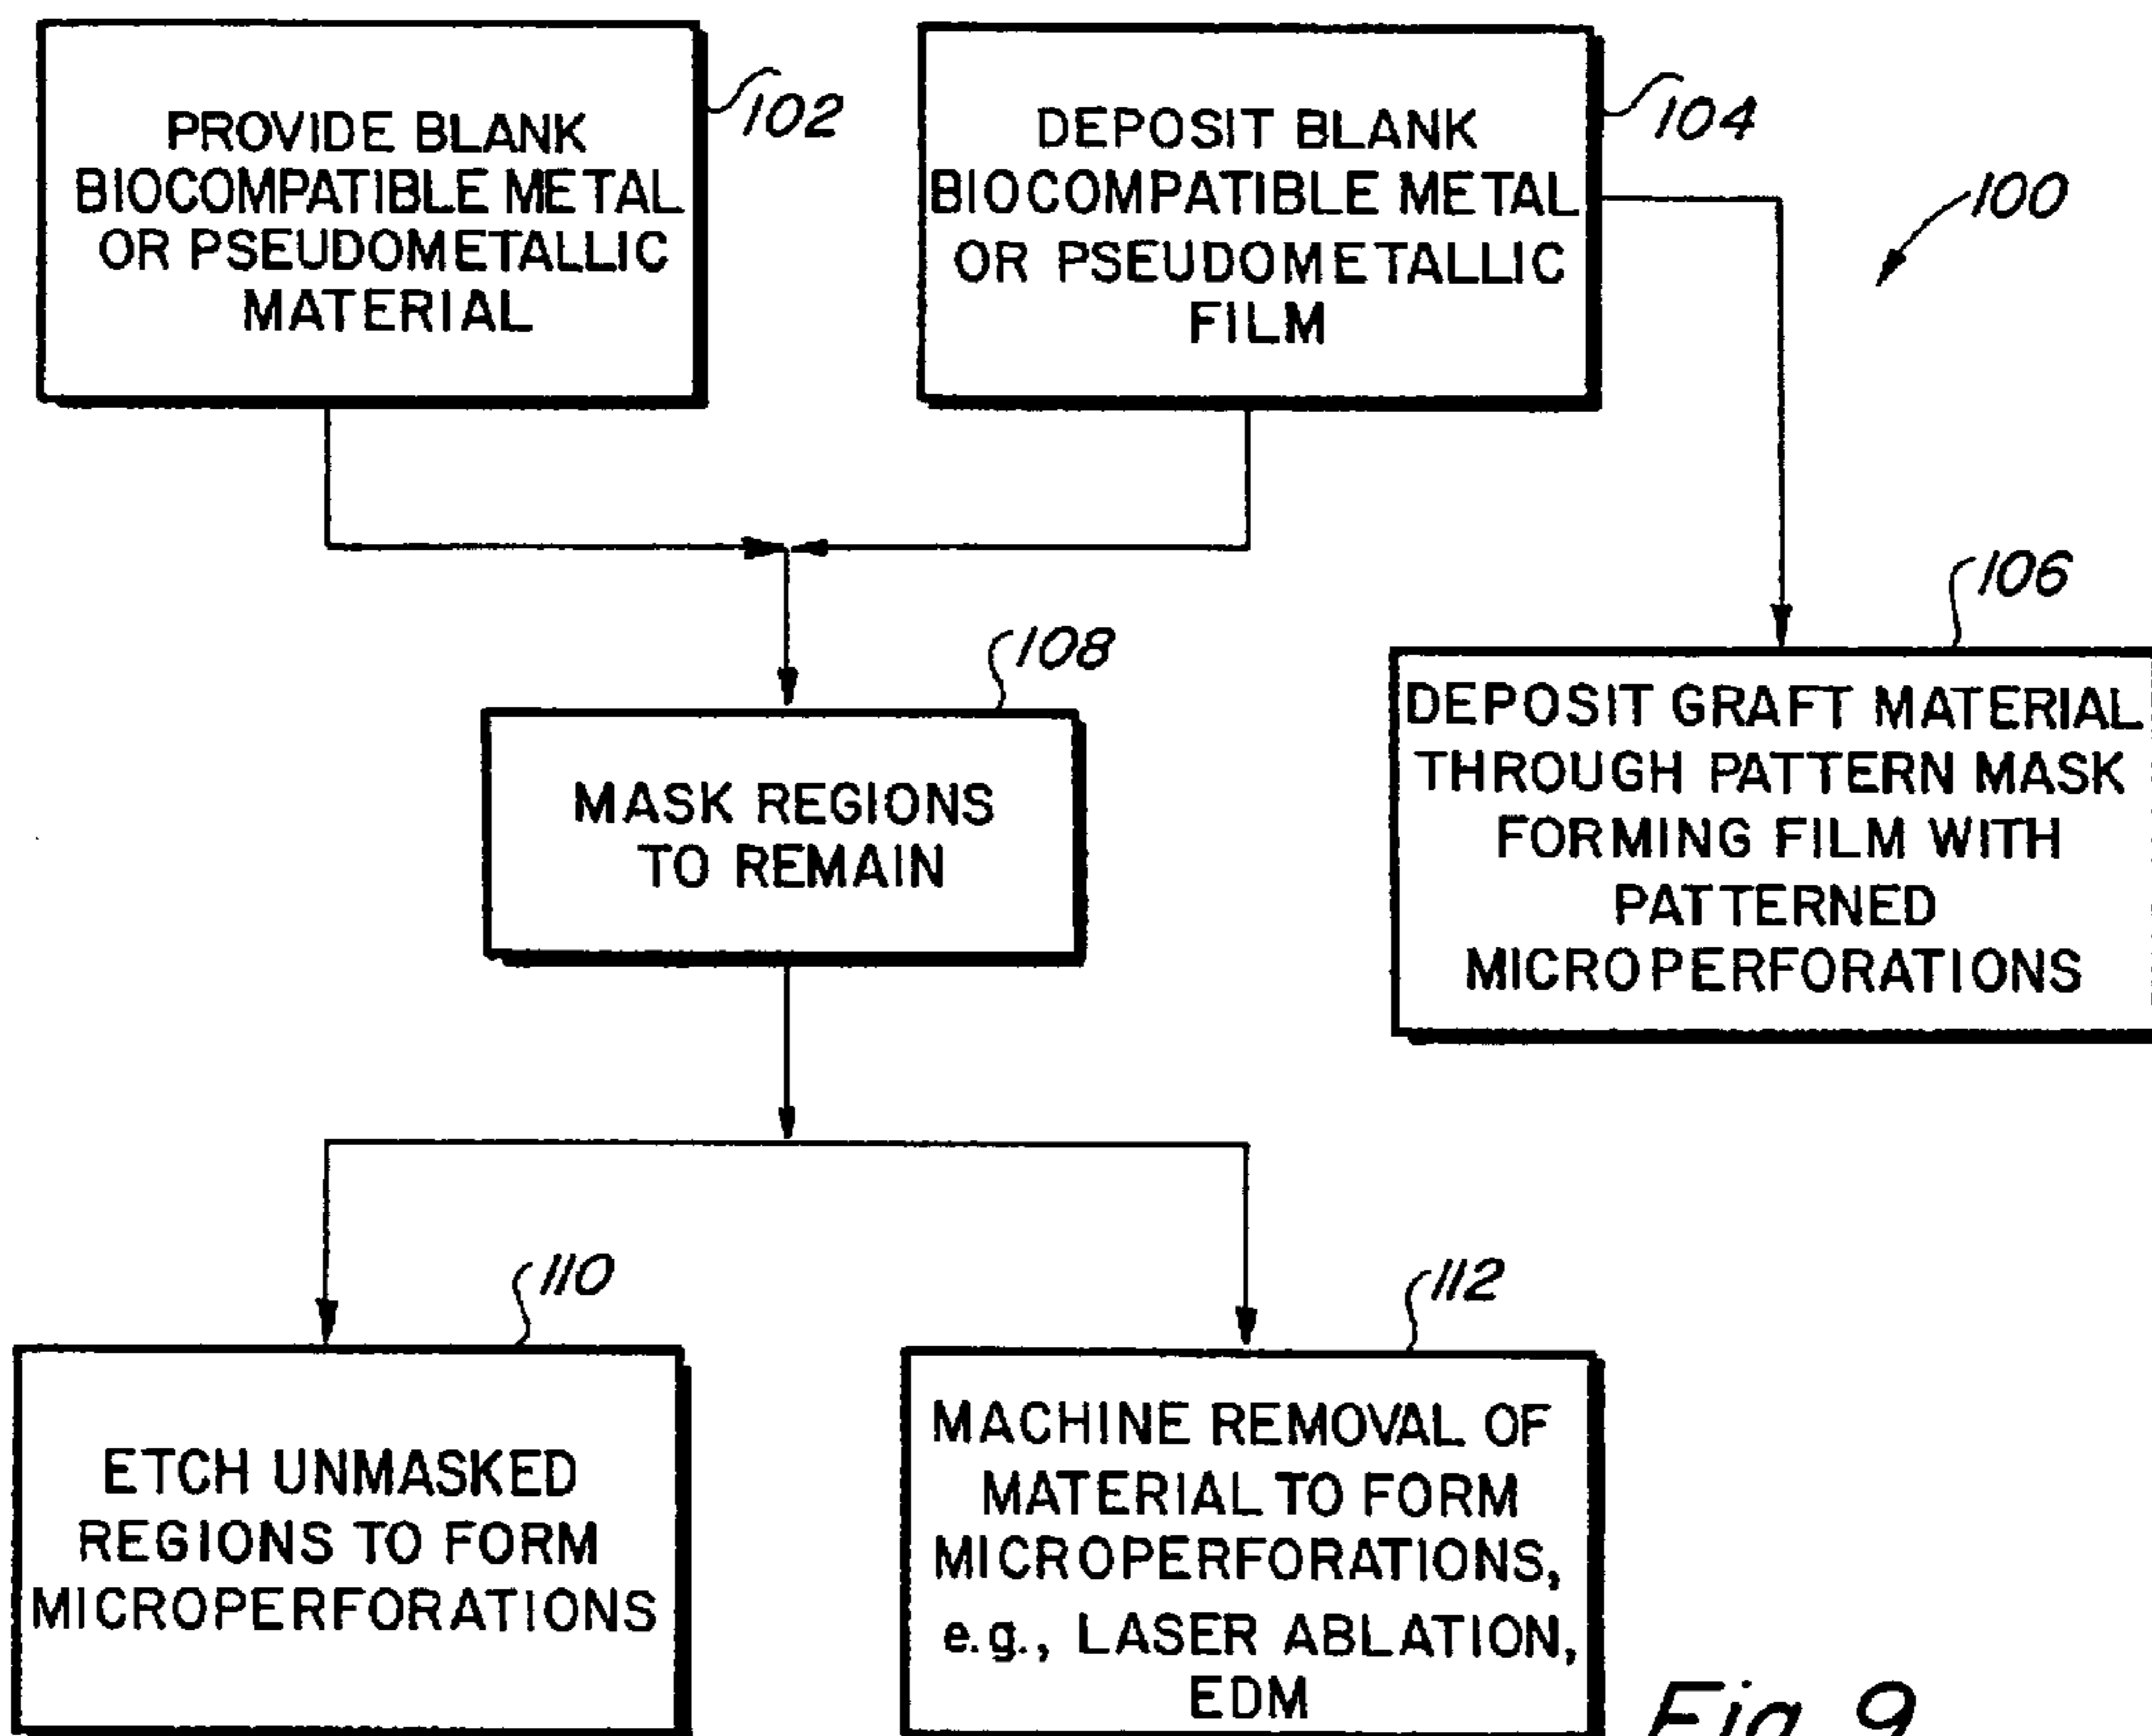 PROVIDE BLANK
BIOCOMPATIBLE METAL
OR PSEUDOMETALLIC
MATERIAL
102
DEPOSIT BLANK
BIOCOMPATIBLE METAL
OR PSEUDOMETALLIC
FILM
104
100
106
DEPOSIT GRAFT MATERIAL
THROUGH PATTERN MASK
FORMING FILM WITH
PATTERNED
MICROPERFORATIONS
108
MASK REGIONS
TO REMAIN
110
ETCH UNMASKED
REGIONS TO FORM
MICROPERFORATIONS
112
MACHINE REMOVAL OF
MATERIAL TO FORM
MICROPERFORATIONS,
e.g., LASER ABLATION,
EDM
Fig. 9